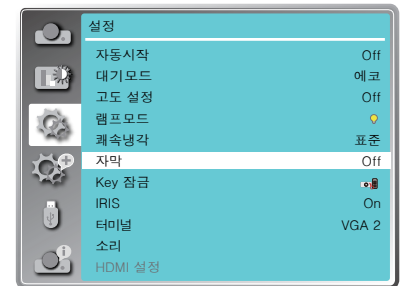 설정
자동시작 Off
대기모드 에코
고도 설정 Off
램프모드
쾌속냉각 표준
자막 Off
Key 잠금
IRIS On
터미널 VGA 2
소리
HDMI 설정